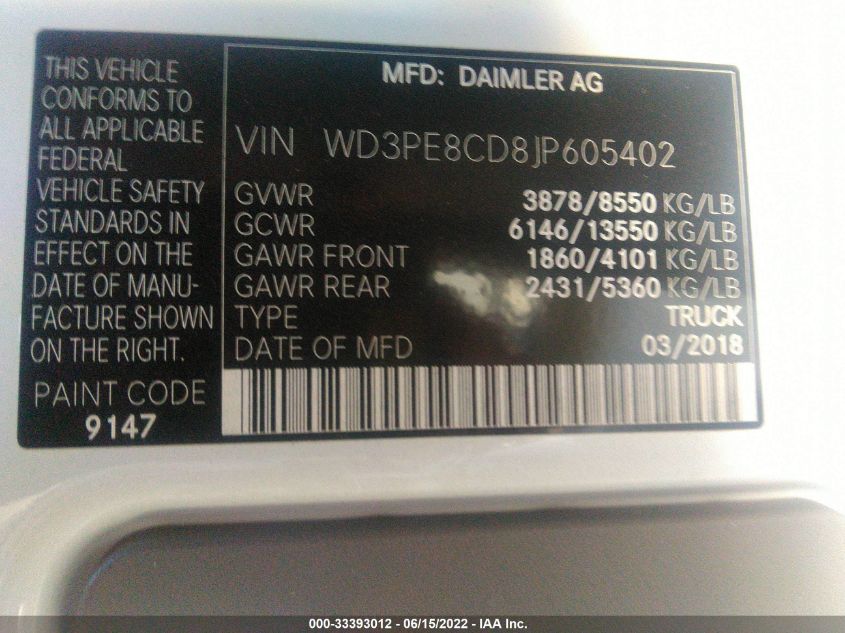 THIS VEHICLE
CONFORMS TO
ALL APPLICABLE
FEDERAL
VEHICLE SAFETY
STANDARDS IN
EFFECT ON THE
DATE OF MANU-
FACTURE SHOWN
ON THE RIGHT.
PAINT CODE
9147
MFD: DAIMLER AG
VIN WD3PE8CD8JP605402
GVWR 3878/8550 KG/LB
GCWR 6146/13550 KG/LB
GAWR FRONT 1860/4101 KG/LB
GAWR REAR 2431/5360 KG/LB
TYPE TRUCK
DATE OF MFD 03/2018
000-33393012 - 06/15/2022 - IAA Inc.